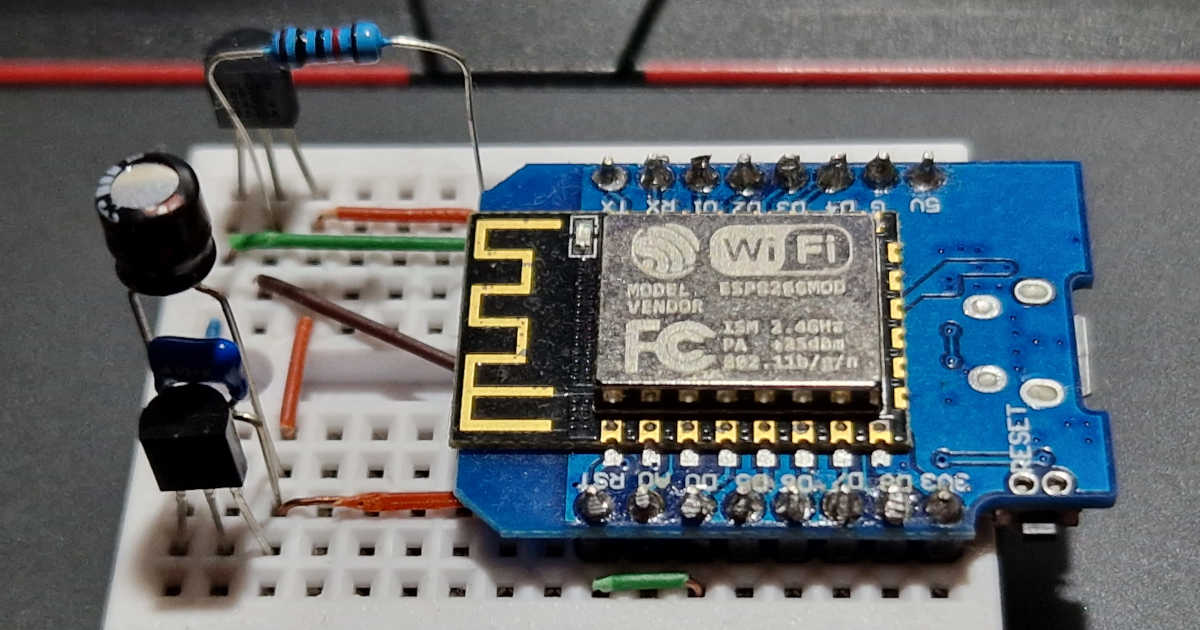 TX RX D1 D2 D3 D4 G 5V
WiFi
MODEL ESP8266MOD
VENDOR
FC ISM 2.4GHz
PA +25dBm
802.11b/g/n
RESET
RST A0 D0 D5 D6 D7 D8 3V3